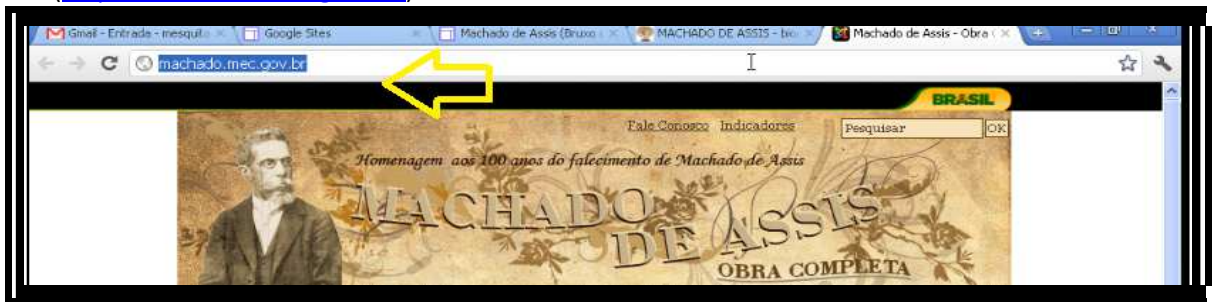 Gmail - Entrada - mesquita
Google Sites
Machado de Assis (Bruxo
MACHADO DE ASSIS - bio
Machado de Assis - Obra C
machado.mec.gov.br
BRASIL
Fale Conosco Indicadores
Pesquisar OK
Homenagem aos 100 anos do falecimento de Machado de Assis
MACHADO
DE ASSIS
OBRA COMPLETA